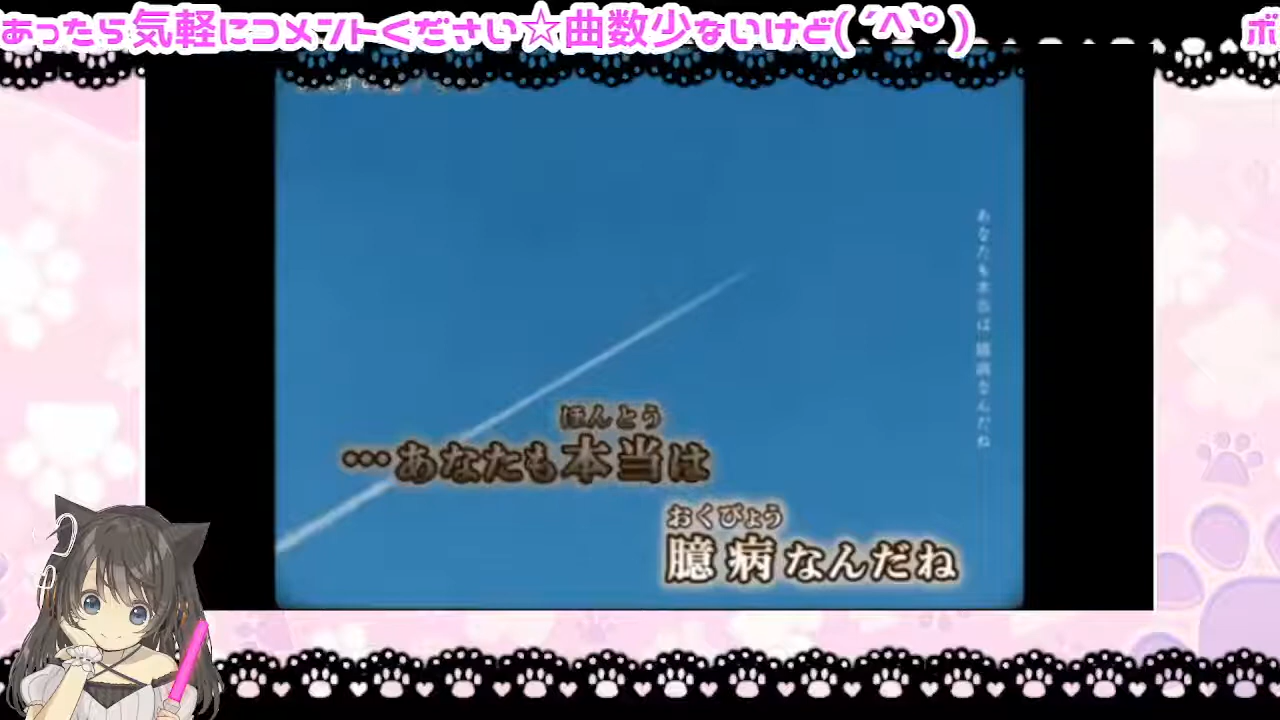 あったら気軽にコメントください☆曲数少ないけど( ´^`° )
ボ
あなたも本当は 臆病なんだね
ほんとう
…あなたも本当は
おくびょう
臆病なんだね